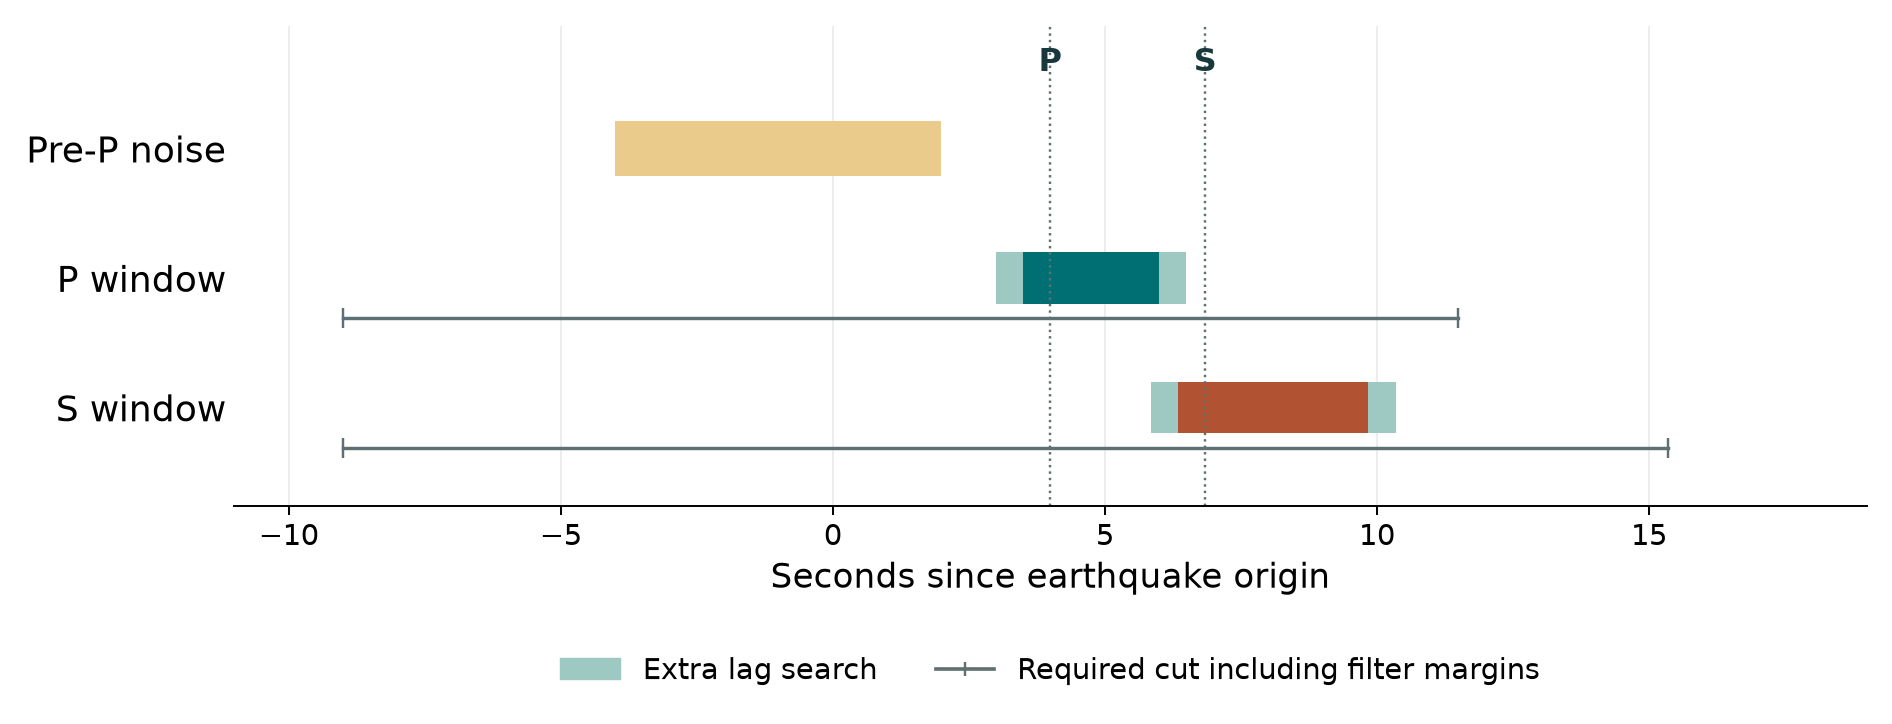 P
S
Pre-P noise
P window
S window
−10
−5
0
5
10
15
Seconds since earthquake origin
Extra lag search
Required cut including filter margins